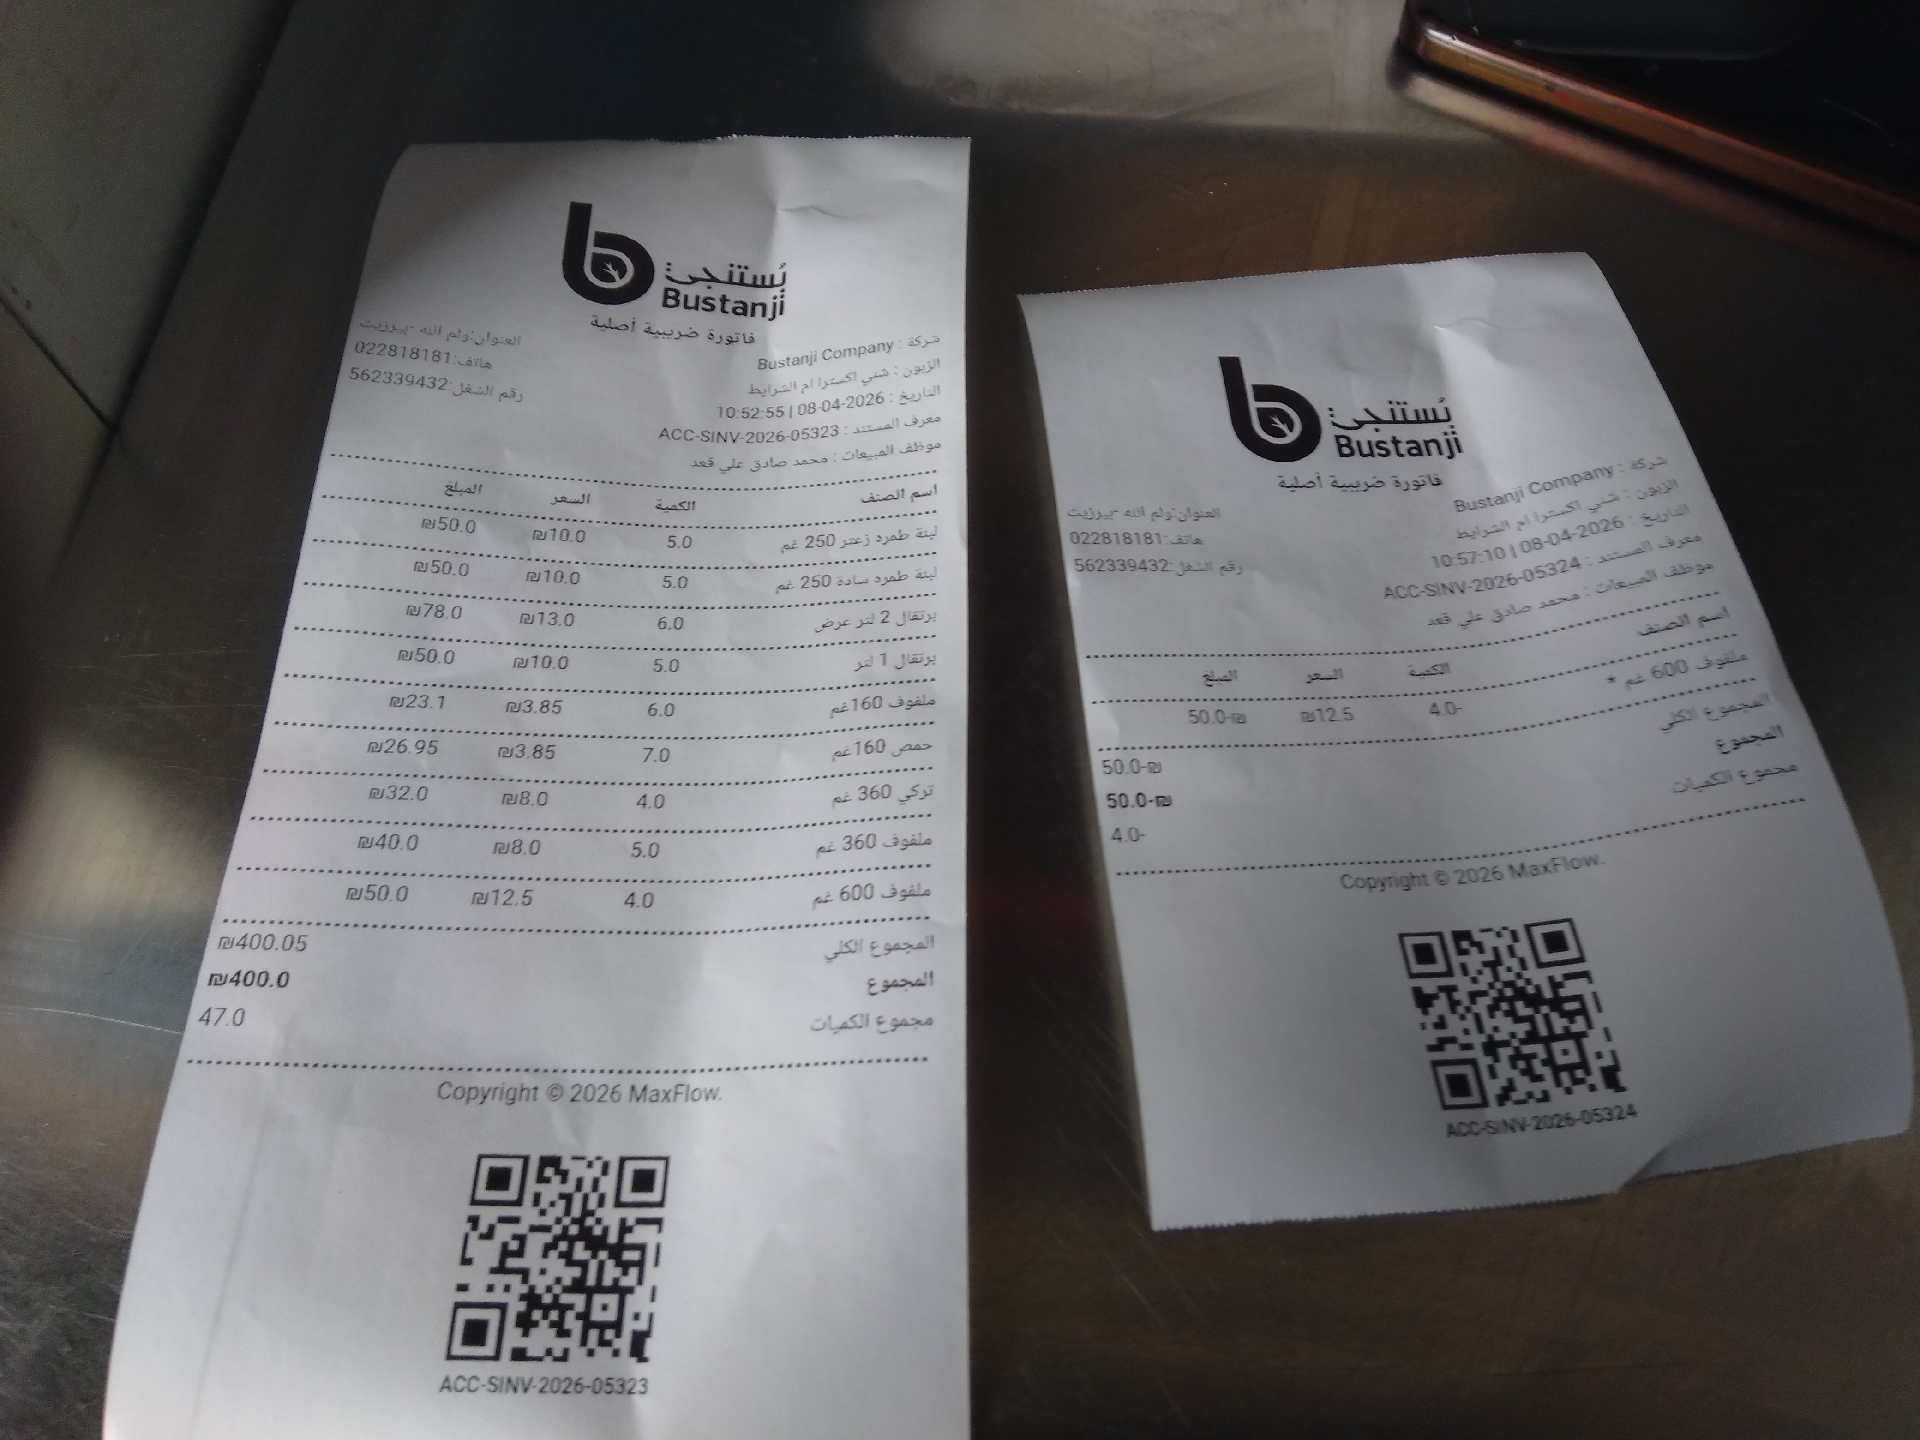 بُستنجي
Bustanji
فاتورة ضريبية أصلية
شركة : Bustanji Company
العنوان:رام الله -بيرزيت
الزبون : شني اكسترا ام الشرايط
هاتف:022818181
التاريخ : 08-04-2026 | 10:52:55
رقم المشغل:562339432
معرف المستند : ACC-SINV-2026-05323
موظف المبيعات : محمد صادق علي قعد
اسم الصنف الكمية السعر المبلغ
لبنة طمره زعتر 250 غم 5.0 ₪10.0 ₪50.0
لبنة طمره سادة 250 غم 5.0 ₪10.0 ₪50.0
برتقال 2 لتر عرض 6.0 ₪13.0 ₪78.0
برتقال 1 لتر 5.0 ₪10.0 ₪50.0
ملفوف 160غم 6.0 ₪3.85 ₪23.1
حمص 160غم 7.0 ₪3.85 ₪26.95
تركي 360 غم 4.0 ₪8.0 ₪32.0
ملفوف 360 غم 5.0 ₪8.0 ₪40.0
ملفوف 600 غم 4.0 ₪12.5 ₪50.0
المجموع الكلي ₪400.05
المجموع ₪400.0
مجموع الكميات 47.0
Copyright © 2026 MaxFlow.
ACC-SINV-2026-05323
بُستنجي
Bustanji
فاتورة ضريبية أصلية
شركة : Bustanji Company
العنوان:رام الله -بيرزيت
الزبون : شني اكسترا ام الشرايط
هاتف:022818181
التاريخ : 08-04-2026 | 10:57:10
رقم المشغل:562339432
معرف المستند : ACC-SINV-2026-05324
موظف المبيعات : محمد صادق علي قعد
اسم الصنف الكمية السعر المبلغ
ملفوف 600 غم * 4.0- ₪12.5 50.0-₪
المجموع الكلي 50.0-₪
المجموع 50.0-₪
مجموع الكميات 4.0-
Copyright © 2026 MaxFlow.
ACC-SINV-2026-05324